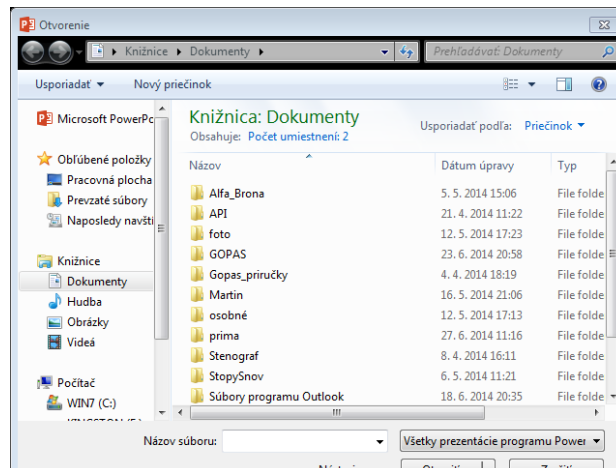 Otvorenie
Knižnice ▸ Dokumenty ▸
Prehľadávať: Dokumenty
Usporiadať Nový priečinok
Microsoft PowerPc
Obľúbené položky
Pracovná plocha
Prevzaté súbory
Naposledy navšti
Knižnice
Dokumenty
Hudba
Obrázky
Videá
Počítač
WIN7 (C:)
Knižnica: Dokumenty
Obsahuje: Počet umiestnení: 2
Usporiadať podľa: Priečinok
Názov Dátum úpravy Typ
Alfa_Brona 5. 5. 2014 15:06 File folde
API 21. 4. 2014 11:22 File folde
foto 12. 5. 2014 17:23 File folde
GOPAS 23. 6. 2014 20:58 File folde
Gopas_priručky 4. 4. 2014 18:19 File folde
Martin 16. 5. 2014 21:06 File folde
osobné 12. 5. 2014 17:13 File folde
prima 27. 6. 2014 11:16 File folde
Stenograf 8. 4. 2014 16:11 File folde
StopySnov 6. 5. 2014 11:21 File folde
Súbory programu Outlook 18. 6. 2014 20:35 File folde
Názov súboru:
Všetky prezentácie programu Power